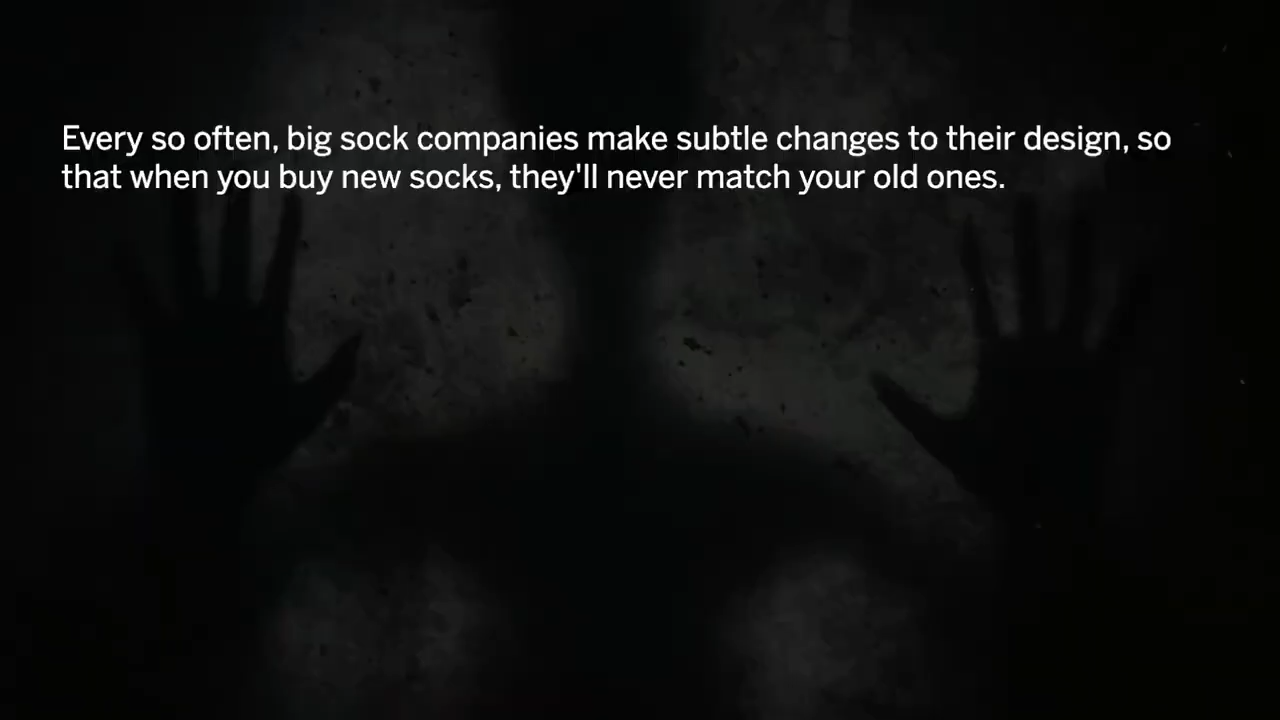 Every so often, big sock companies make subtle changes to their design, so
that when you buy new socks, they'll never match your old ones.